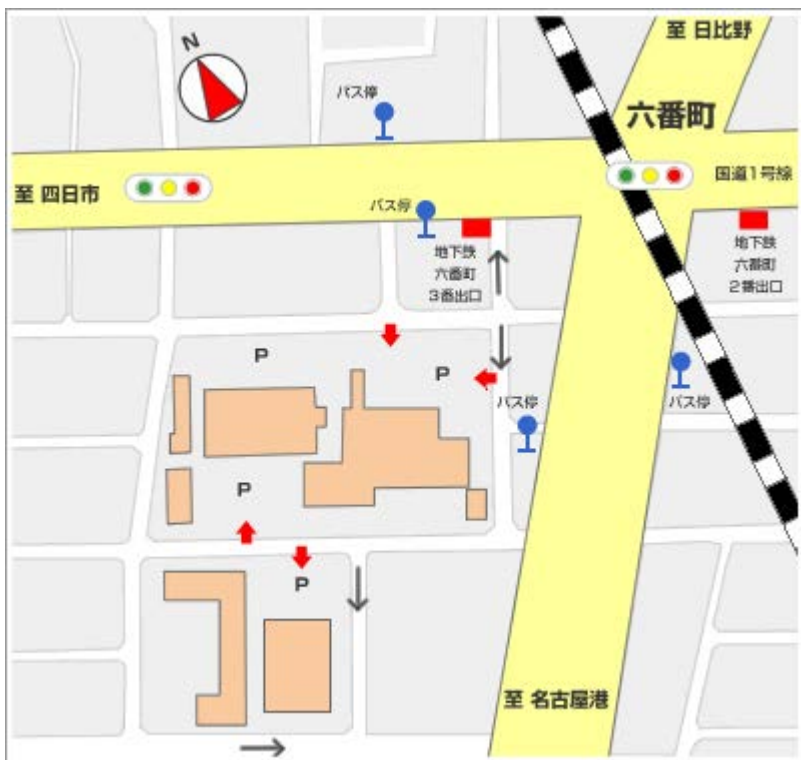 至 日比野
N
バス停
六番町
国道1号線
至 四日市
バス停
地下鉄
六番町
3番出口
地下鉄
六番町
2番出口
P
P
バス停
バス停
P
P
至 名古屋港